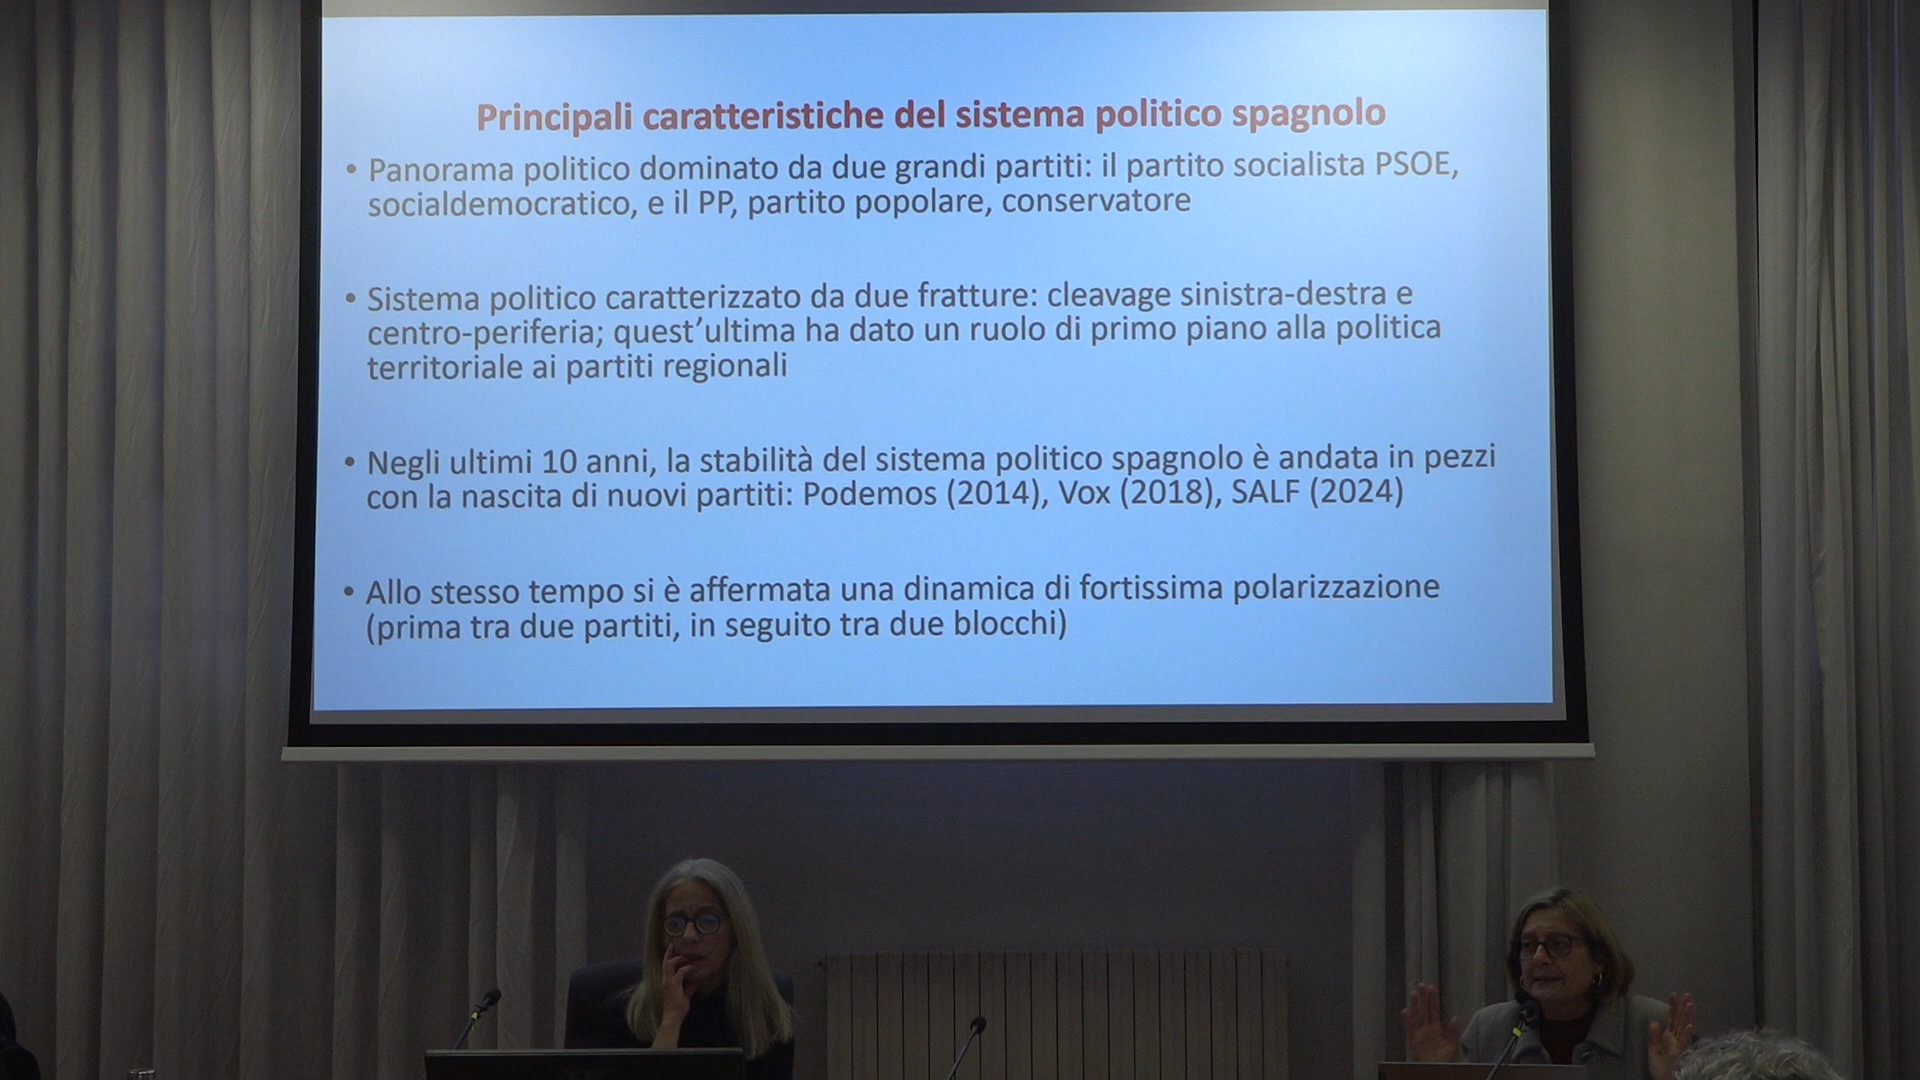 Principali caratteristiche del sistema politico spagnolo
• Panorama politico dominato da due grandi partiti: il partito socialista PSOE,
socialdemocratico, e il PP, partito popolare, conservatore
• Sistema politico caratterizzato da due fratture: cleavage sinistra-destra e
centro-periferia; quest’ultima ha dato un ruolo di primo piano alla politica
territoriale ai partiti regionali
• Negli ultimi 10 anni, la stabilità del sistema politico spagnolo è andata in pezzi
con la nascita di nuovi partiti: Podemos (2014), Vox (2018), SALF (2024)
• Allo stesso tempo si è affermata una dinamica di fortissima polarizzazione
(prima tra due partiti, in seguito tra due blocchi)